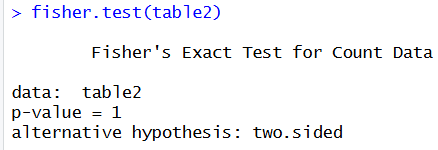 > fisher.test(table2)
Fisher's Exact Test for Count Data
data:  table2
p-value = 1
alternative hypothesis: two.sided